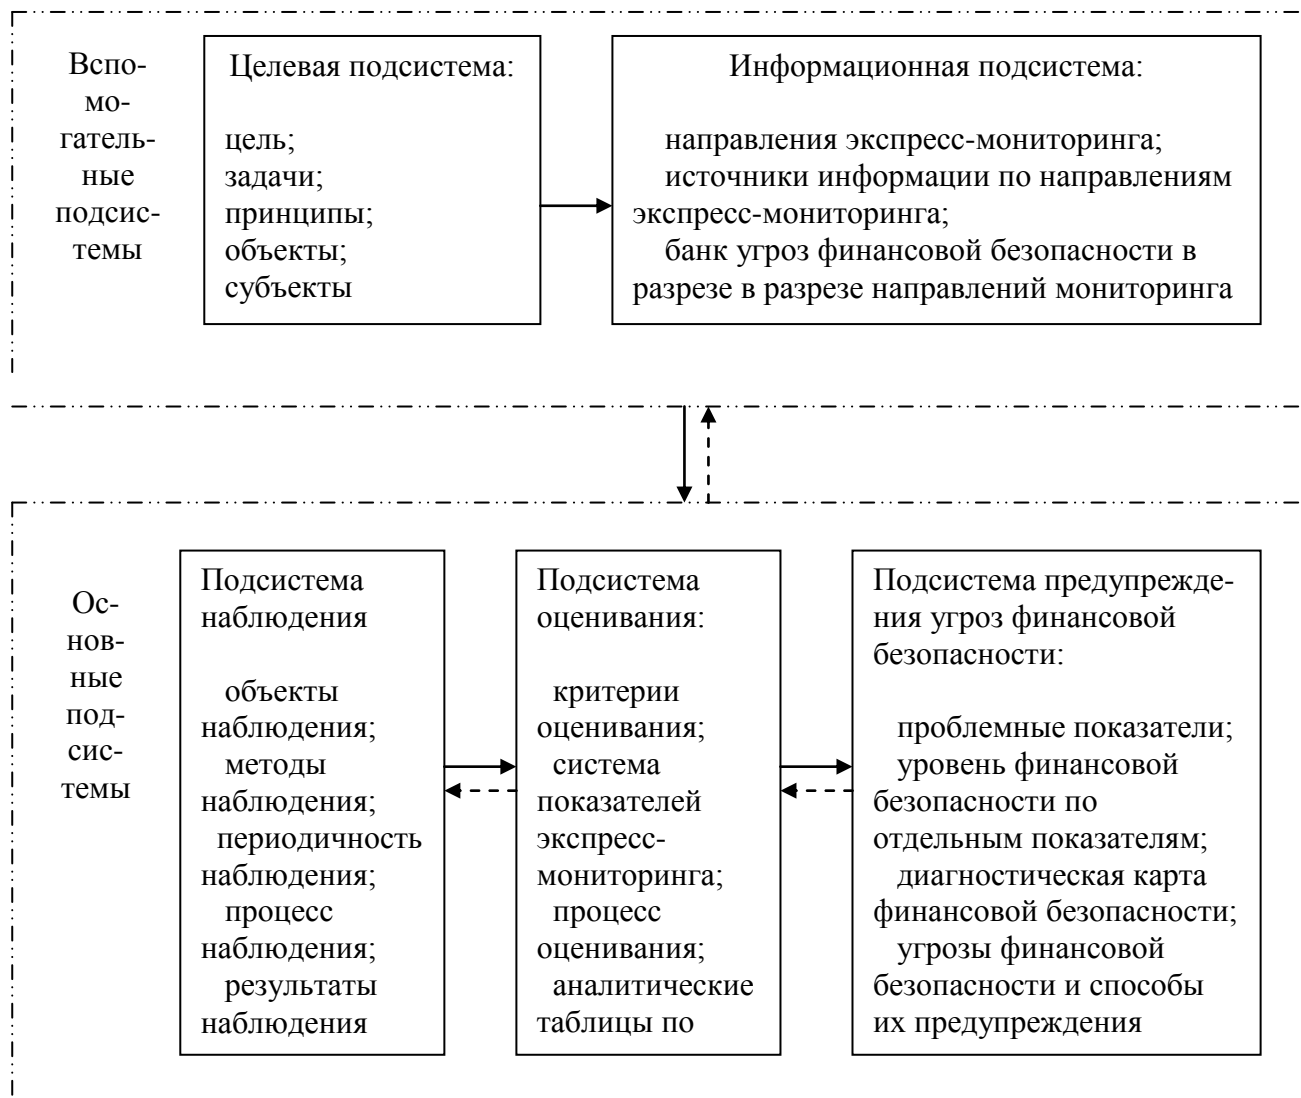 Вспо-
мо-
гатель-
ные
подсис-
темы
Целевая подсистема:
цель;
задачи;
принципы;
объекты;
субъекты
Информационная подсистема:
направления экспресс-мониторинга;
источники информации по направлениям
экспресс-мониторинга;
банк угроз финансовой безопасности в
разрезе в разрезе направлений мониторинга
Ос-
нов-
ные
под-
сис-
темы
Подсистема
наблюдения
объекты
наблюдения;
методы
наблюдения;
периодичность
наблюдения;
процесс
наблюдения;
результаты
наблюдения
Подсистема
оценивания:
критерии
оценивания;
система
показателей
экспресс-
мониторинга;
процесс
оценивания;
аналитические
таблицы по
Подсистема предупрежде-
ния угроз финансовой
безопасности:
проблемные показатели;
уровень финансовой
безопасности по
отдельным показателям;
диагностическая карта
финансовой безопасности;
угрозы финансовой
безопасности и способы
их предупреждения